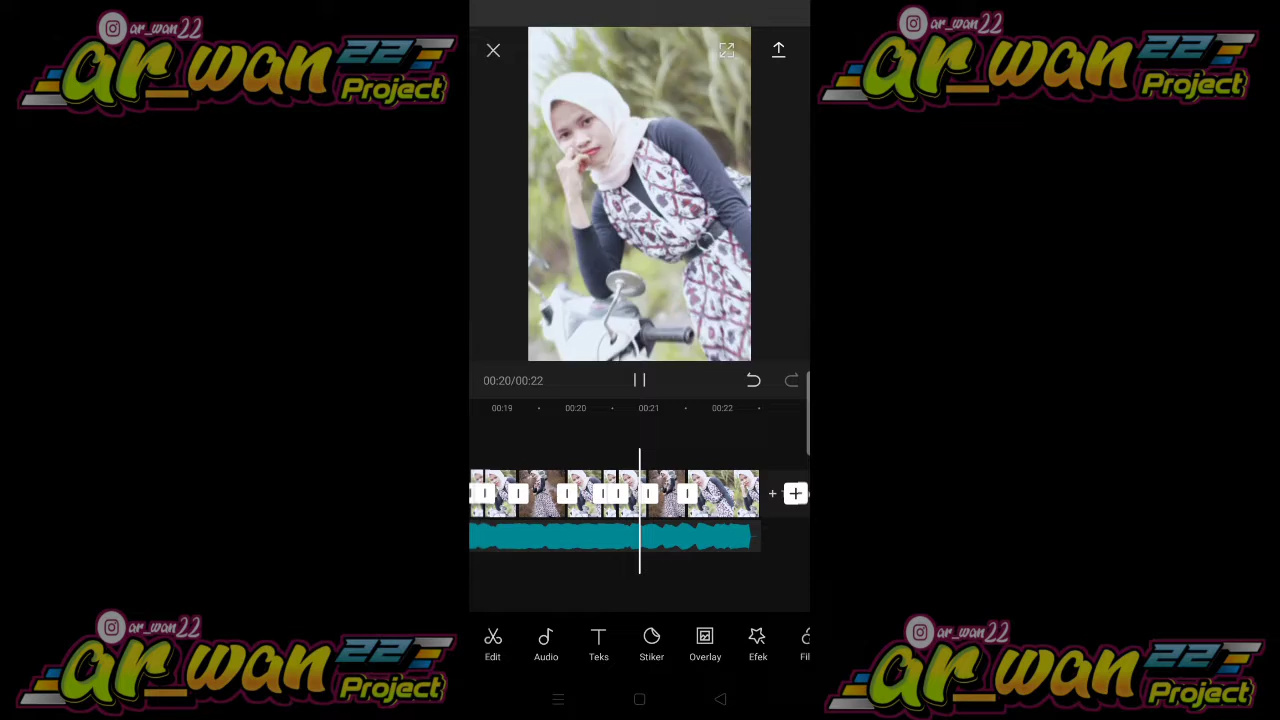 ar_wan22
ar_wan 22
Project
ar_wan22
ar_wan 22
Project
00:20/00:22
00:19
00:20
00:21
00:22
Edit
Audio
Teks
Stiker
Overlay
Efek
Fil
ar_wan22
ar_wan 22
Project
ar_wan22
ar_wan 22
Project